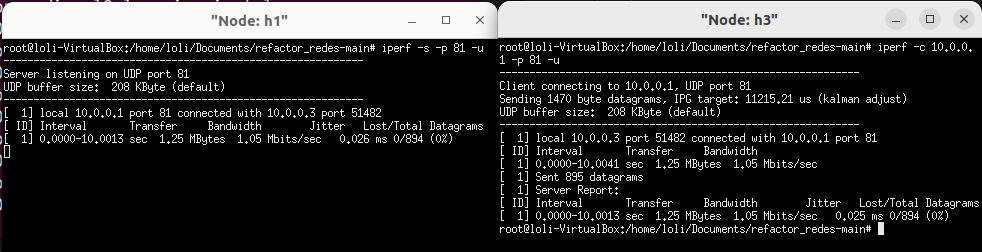 "Node: h1"
root@loli-VirtualBox:/home/loli/Documents/refactor_redes-main# iperf -s -p 81 -u
------------------------------------------------------------
Server listening on UDP port 81
UDP buffer size:  208 KByte (default)
------------------------------------------------------------
[  1] local 10.0.0.1 port 81 connected with 10.0.0.3 port 51482
[ ID] Interval       Transfer     Bandwidth        Jitter   Lost/Total Datagrams
[  1] 0.0000-10.0013 sec  1.25 MBytes  1.05 Mbits/sec   0.026 ms 0/894 (0%)
"Node: h3"
root@loli-VirtualBox:/home/loli/Documents/refactor_redes-main# iperf -c 10.0.0.
1 -p 81 -u
------------------------------------------------------------
Client connecting to 10.0.0.1, UDP port 81
Sending 1470 byte datagrams, IPG target: 11215.21 us (kalman adjust)
UDP buffer size:  208 KByte (default)
------------------------------------------------------------
[  1] local 10.0.0.3 port 51482 connected with 10.0.0.1 port 81
[ ID] Interval       Transfer     Bandwidth
[  1] 0.0000-10.0041 sec  1.25 MBytes  1.05 Mbits/sec
[  1] Sent 895 datagrams
[  1] Server Report:
[ ID] Interval       Transfer     Bandwidth        Jitter   Lost/Total Datagrams
[  1] 0.0000-10.0013 sec  1.25 MBytes  1.05 Mbits/sec   0.025 ms 0/894 (0%)
root@loli-VirtualBox:/home/loli/Documents/refactor_redes-main#